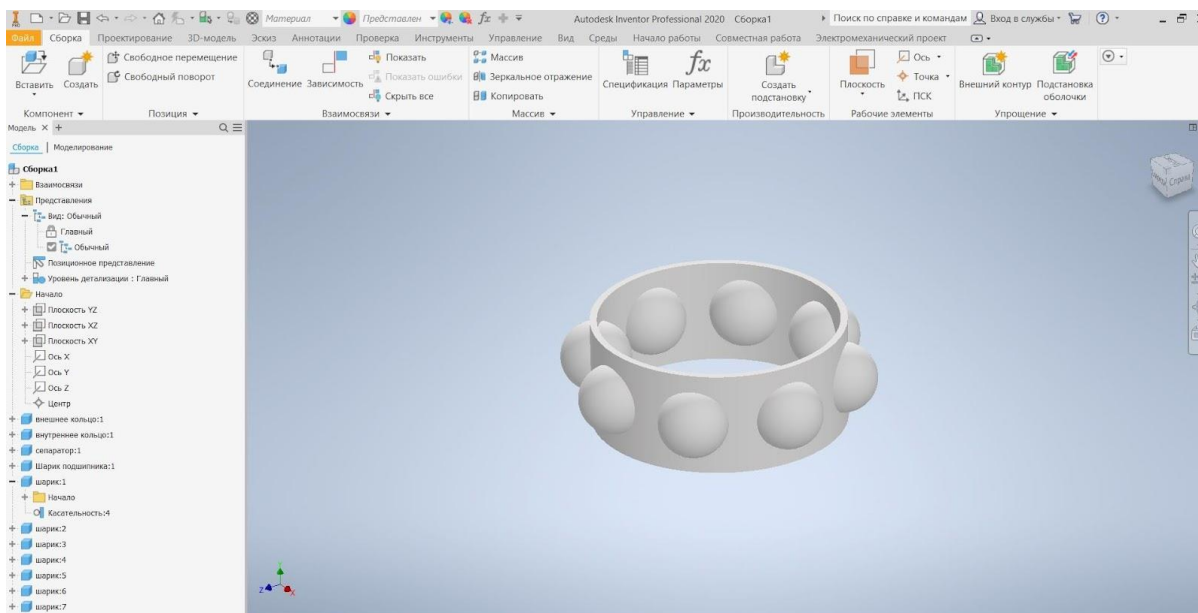 Материал Представлен fx Autodesk Inventor Professional 2020 Сборка1 Поиск по справке и командам Вход в службы
Файл Сборка Проектирование 3D-модель Эскиз Аннотации Проверка Инструменты Управление Вид Среды Начало работы Совместная работа Электромеханический проект
Вставить Создать
Свободное перемещение
Свободный поворот
Соединение Зависимость
Показать
Показать ошибки
Скрыть все
Массив
Зеркальное отражение
Копировать
Спецификация
fx
Параметры
Создать
подстановку
Плоскость
Ось
Точка
ПСК
Внешний контур
Подстановка
оболочки
Компонент Позиция Взаимосвязи Массив Управление Производительность Рабочие элементы Упрощение
Модель X +
Сборка Моделирование
Сборка1
Взаимосвязи
Представления
Вид: Обычный
Главный
Обычный
Позиционное представление
Уровень детализации : Главный
Начало
Плоскость YZ
Плоскость XZ
Плоскость XY
Ось X
Ось Y
Ось Z
Центр
внешнее кольцо:1
внутреннее кольцо:1
сепаратор:1
Шарик подшипника:1
шарик:1
Начало
Касательность:4
шарик:2
шарик:3
шарик:4
шарик:5
шарик:6
шарик:7
Справа
Z
X